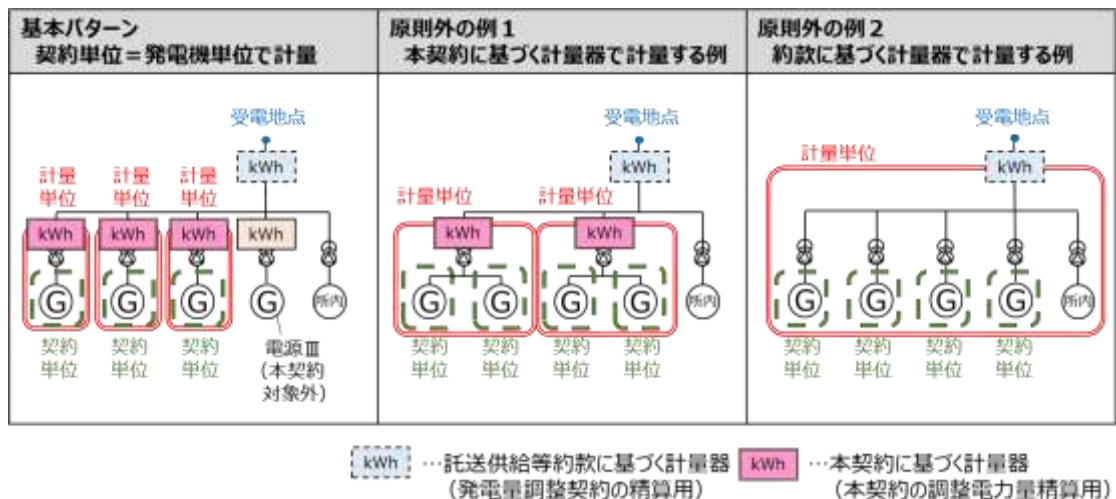 基本パターン
契約単位＝発電機単位で計量
原則外の例１
本契約に基づく計量器で計量する例
原則外の例２
約款に基づく計量器で計量する例
受電地点
kWh
計量
単位
計量
単位
計量
単位
kWh
kWh
kWh
kWh
G
G
G
G
所内
契約
単位
契約
単位
契約
単位
電源Ⅲ
(本契約
対象外)
受電地点
kWh
計量単位
計量単位
kWh
kWh
G
G
G
G
所内
契約
単位
契約
単位
契約
単位
契約
単位
受電地点
計量単位
kWh
G
G
G
G
所内
契約
単位
契約
単位
契約
単位
契約
単位
kWh …託送供給等約款に基づく計量器
(発電量調整契約の精算用)
kWh …本契約に基づく計量器
(本契約の調整電力量精算用)